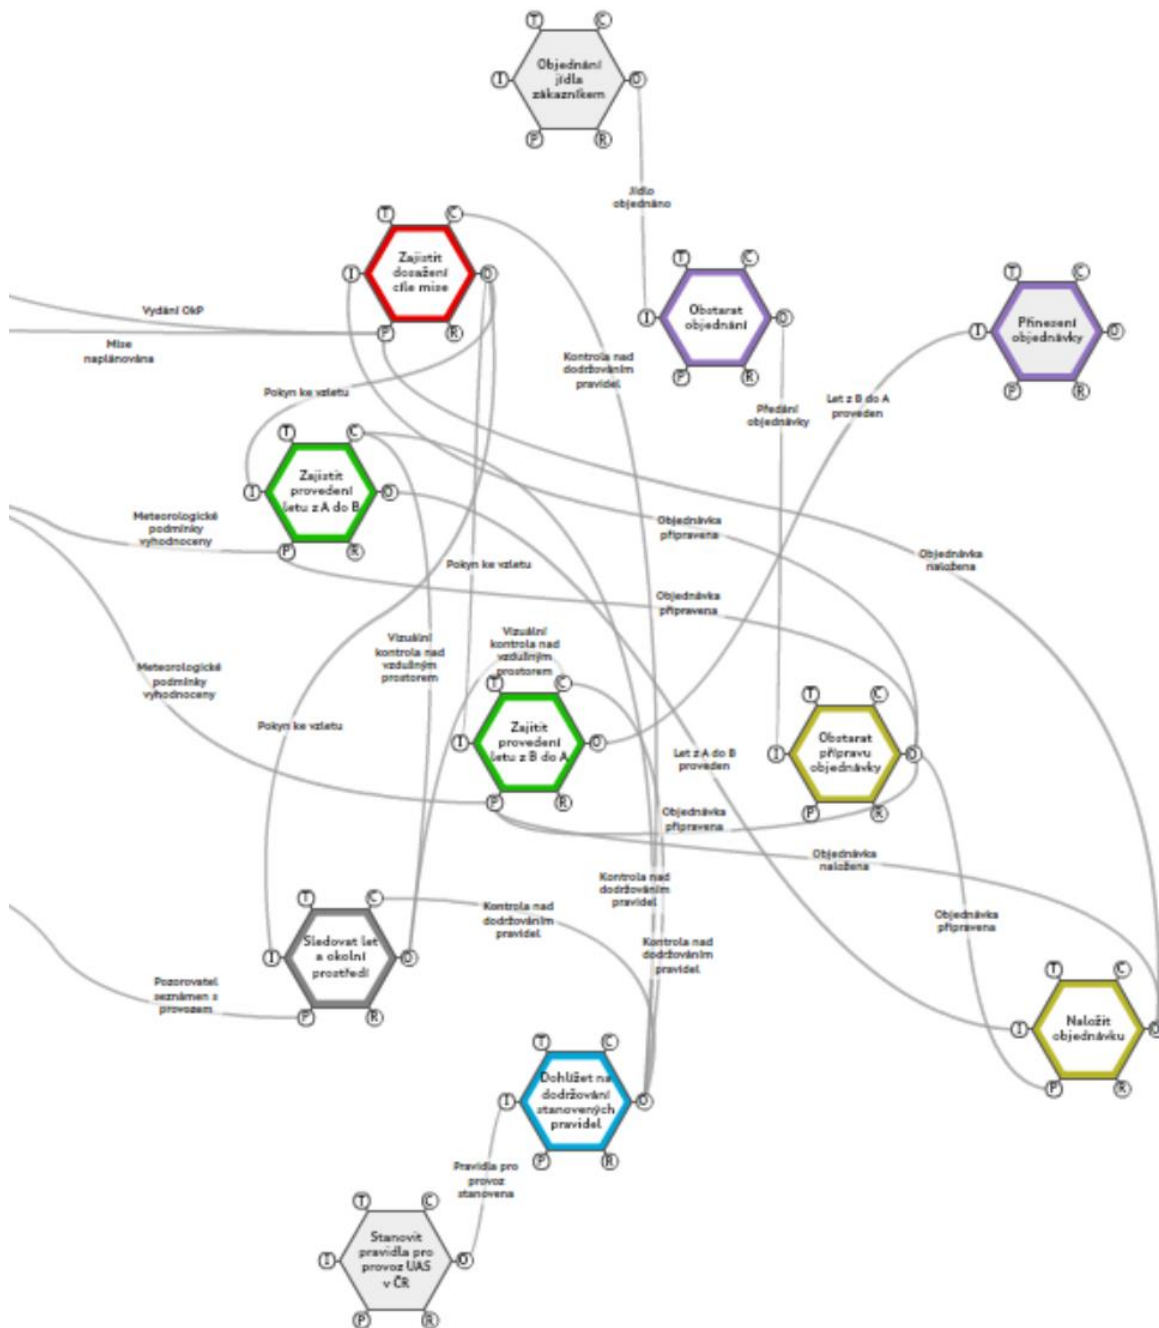 T
C
Objednání
jídla
zákazníkem
I
O
P
R
Jídlo
objednáno
T
C
Zajistit
dosažení
cíle mise
I
O
P
R
T
C
Obstarat
objednání
I
O
P
R
T
C
Přinesení
objednávky
I
O
P
R
Vydání OkP
Mise
naplánována
Kontrola nad
dodržováním
pravidel
Pokyn ke vzletu
Předání
objednávky
Let z B do A
proveden
T
C
Zajistit
provedení
letu z A do B
I
O
P
R
Meteorologické
podmínky
vyhodnoceny
Objednávka
připravena
Objednávka
naložena
Pokyn ke vzletu
Objednávka
připravena
Vizuální
kontrola nad
vzdušným
prostorem
Vizuální
kontrola nad
vzdušným
prostorem
Meteorologické
podmínky
vyhodnoceny
T
C
Zajitit
provedení
letu z B do A
I
O
P
R
T
C
Obstarat
přípravu
objednávky
I
O
P
R
Pokyn ke vzletu
Let z A do B
proveden
Objednávka
připravena
Objednávka
naložena
Kontrola nad
dodržováním
pravidel
Kontrola nad
dodržováním
pravidel
Kontrola nad
dodržováním
pravidel
Objednávka
připravena
T
C
Sledovat let
a okolní
prostředí
I
O
P
R
Pozorovatel
seznámen s
provozem
T
C
Naložit
objednávku
I
O
P
R
T
C
Dohlížet na
dodržování
stanovených
pravidel
I
O
P
R
Pravidla pro
provoz
stanovena
T
C
Stanovit
pravidla pro
provoz UAS
v ČR
I
O
P
R